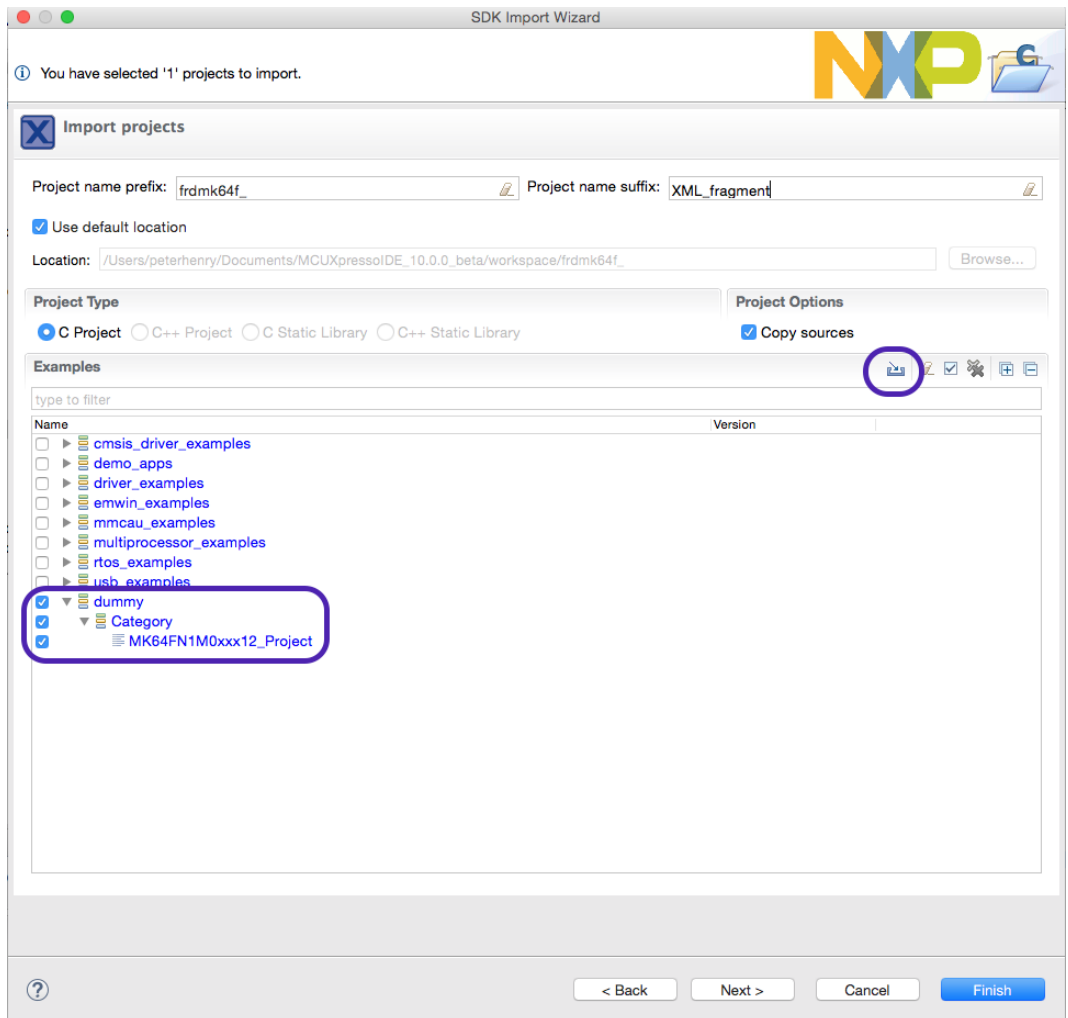 SDK Import Wizard
You have selected '1' projects to import.
NXP
C
X Import projects
Project name prefix: frdmk64f_ Project name suffix: XML_fragment
Use default location
Location: /Users/peterhenry/Documents/MCUXpressoIDE_10.0.0_beta/workspace/frdmk64f_ Browse...
Project Type Project Options
C Project C++ Project C Static Library C++ Static Library Copy sources
Examples
type to filter
Name Version
cmsis_driver_examples
demo_apps
driver_examples
emwin_examples
mmcau_examples
multiprocessor_examples
rtos_examples
usb_examples
dummy
Category
MK64FN1M0xxx12_Project
? < Back Next > Cancel Finish